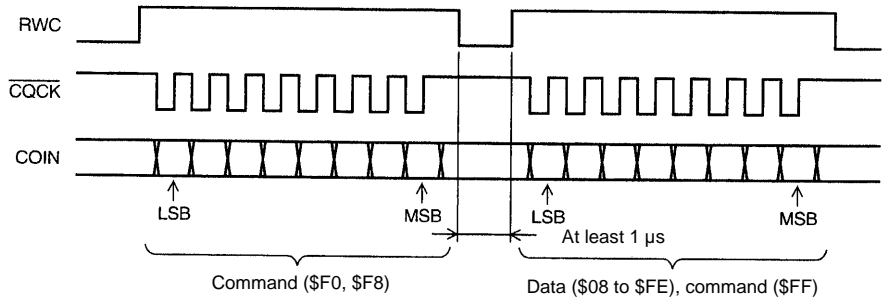 RWC
CQCK
COIN
LSB
MSB
LSB
MSB
At least 1 µs
Command ($F0, $F8)
Data ($08 to $FE), command ($FF)